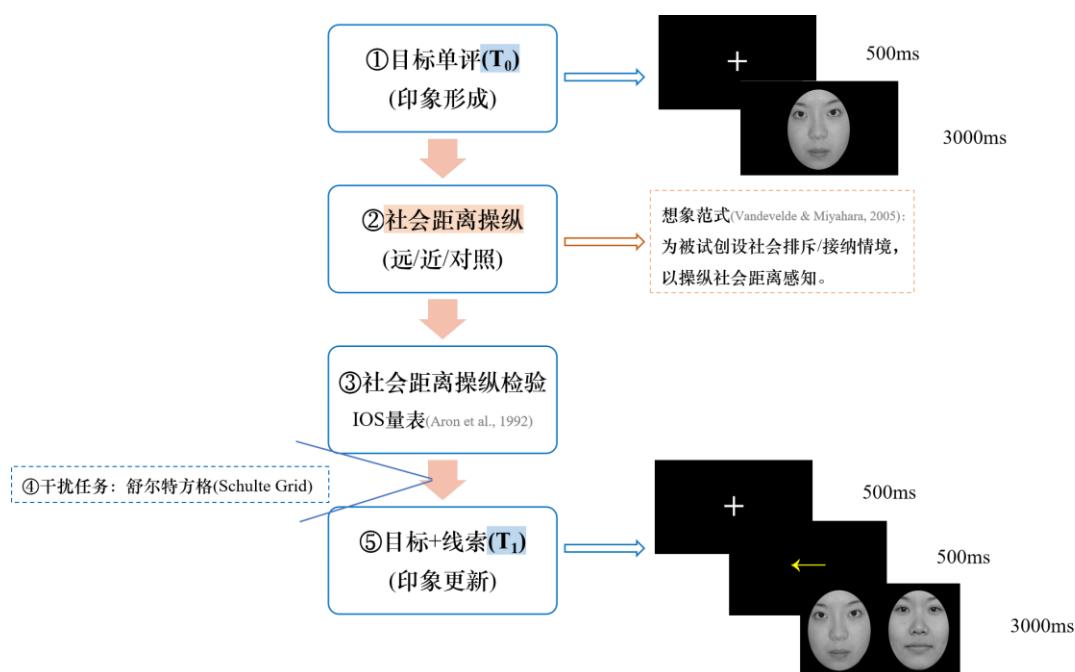 ①目标单评(T₀)
(印象形成)
500ms
3000ms
②社会距离操纵
(远/近/对照)
想象范式(Vandevelde & Miyahara, 2005)：
为被试创设社会排斥/接纳情境，
以操纵社会距离感知。
③社会距离操纵检验
IOS量表(Aron et al., 1992)
④干扰任务：舒尔特方格(Schulte Grid)
⑤目标+线索(T₁)
(印象更新)
500ms
500ms
3000ms